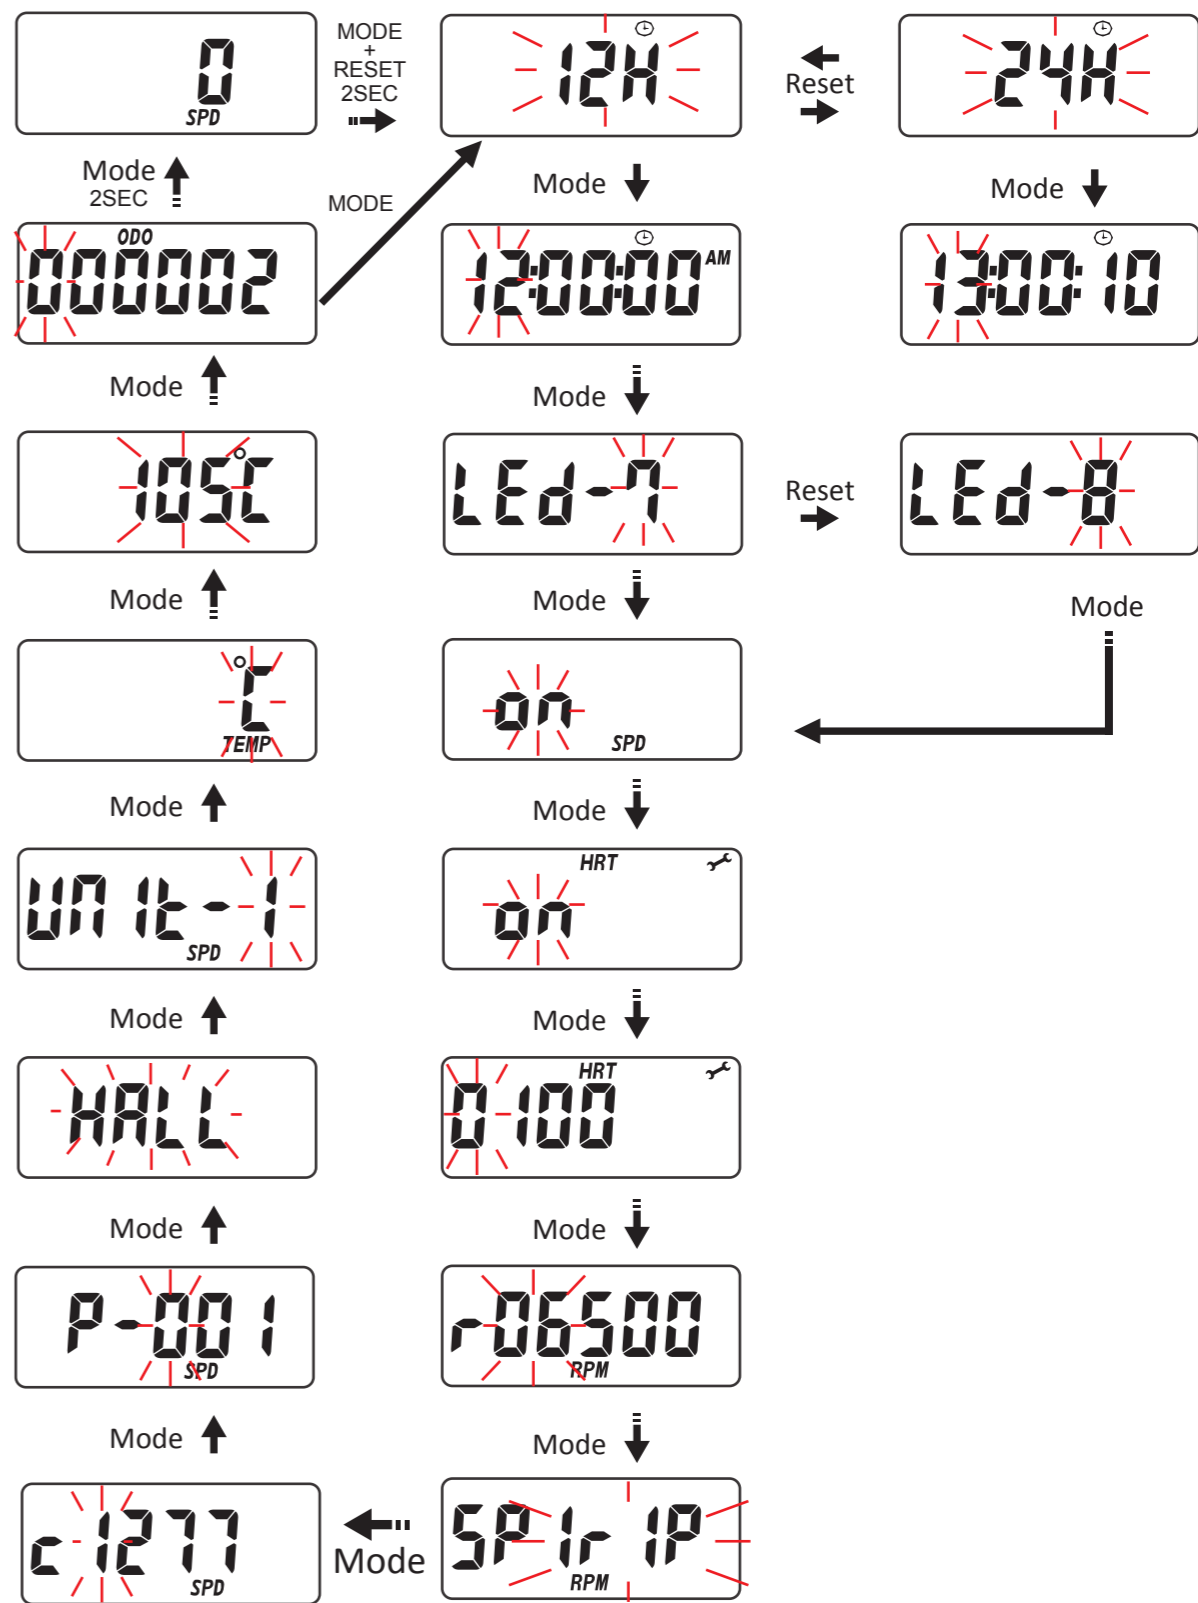 0
SPD
MODE
+
RESET
2SEC
12H
Reset
24H
Mode
2SEC
MODE
Mode
Mode
ODO
000002
12:00:00 AM
13:00:10
Mode
Mode
105°C
LEd-7
Reset
LEd-8
Mode
Mode
Mode
°C
TEMP
on
SPD
Mode
Mode
UNIt-1
SPD
HRT
on
Mode
Mode
HALL
HRT
0100
Mode
Mode
P-001
SPD
r06500
RPM
Mode
Mode
c1277
SPD
Mode
SP1r 1P
RPM